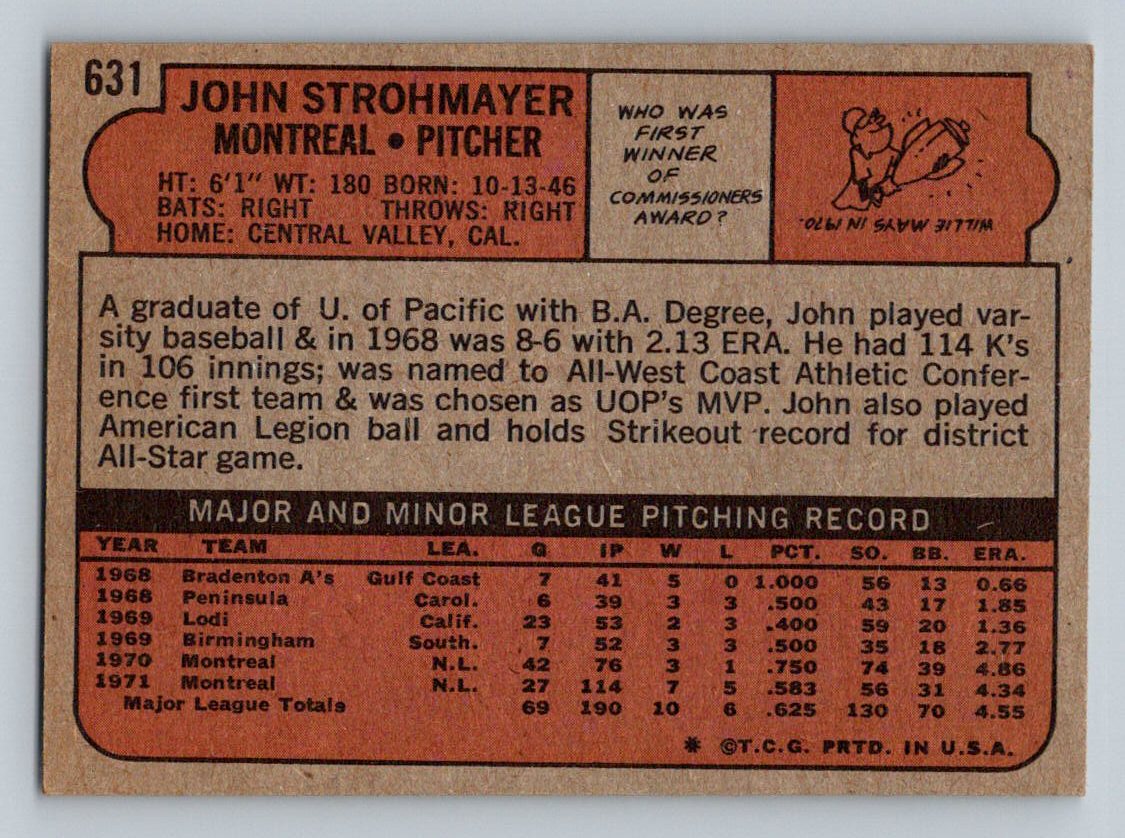 631
JOHN STROHMAYER
MONTREAL • PITCHER
HT: 6'1" WT: 180 BORN: 10-13-46
BATS: RIGHT THROWS: RIGHT
HOME: CENTRAL VALLEY, CAL.
WHO WAS
FIRST
WINNER
OF
COMMISSIONERS
AWARD?
WILLIE MAYS IN 1970.
A graduate of U. of Pacific with B.A. Degree, John played var-
sity baseball & in 1968 was 8-6 with 2.13 ERA. He had 114 K's
in 106 innings; was named to All-West Coast Athletic Confer-
ence first team & was chosen as UOP's MVP. John also played
American Legion ball and holds Strikeout record for district
All-Star game.
MAJOR AND MINOR LEAGUE PITCHING RECORD
YEAR TEAM LEA. G IP W L PCT. SO. BB. ERA.
1968 Bradenton A's Gulf Coast 7 41 5 0 1.000 56 13 0.66
1968 Peninsula Carol. 6 39 3 3 .500 43 17 1.85
1969 Lodi Calif. 23 53 2 3 .400 59 20 1.36
1969 Birmingham South. 7 52 3 3 .500 35 18 2.77
1970 Montreal N.L. 42 76 3 1 .750 74 39 4.86
1971 Montreal N.L. 27 114 7 5 .583 56 31 4.34
Major League Totals 69 190 10 6 .625 130 70 4.55
* ©T.C.G. PRTD. IN U.S.A.